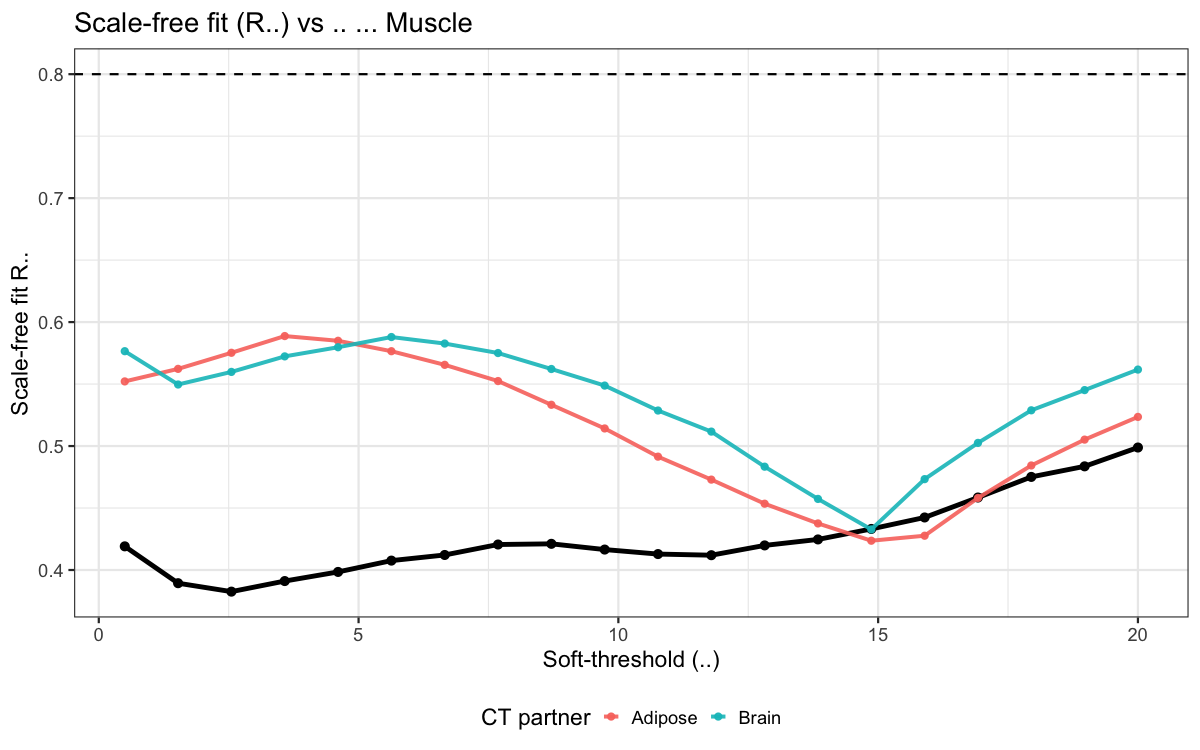 Scale-free fit (R..) vs .. ... Muscle
0.8
0.7
0.6
0.5
0.4
Scale-free fit R..
0 5 10 15 20
Soft-threshold (..)
CT partner Adipose Brain